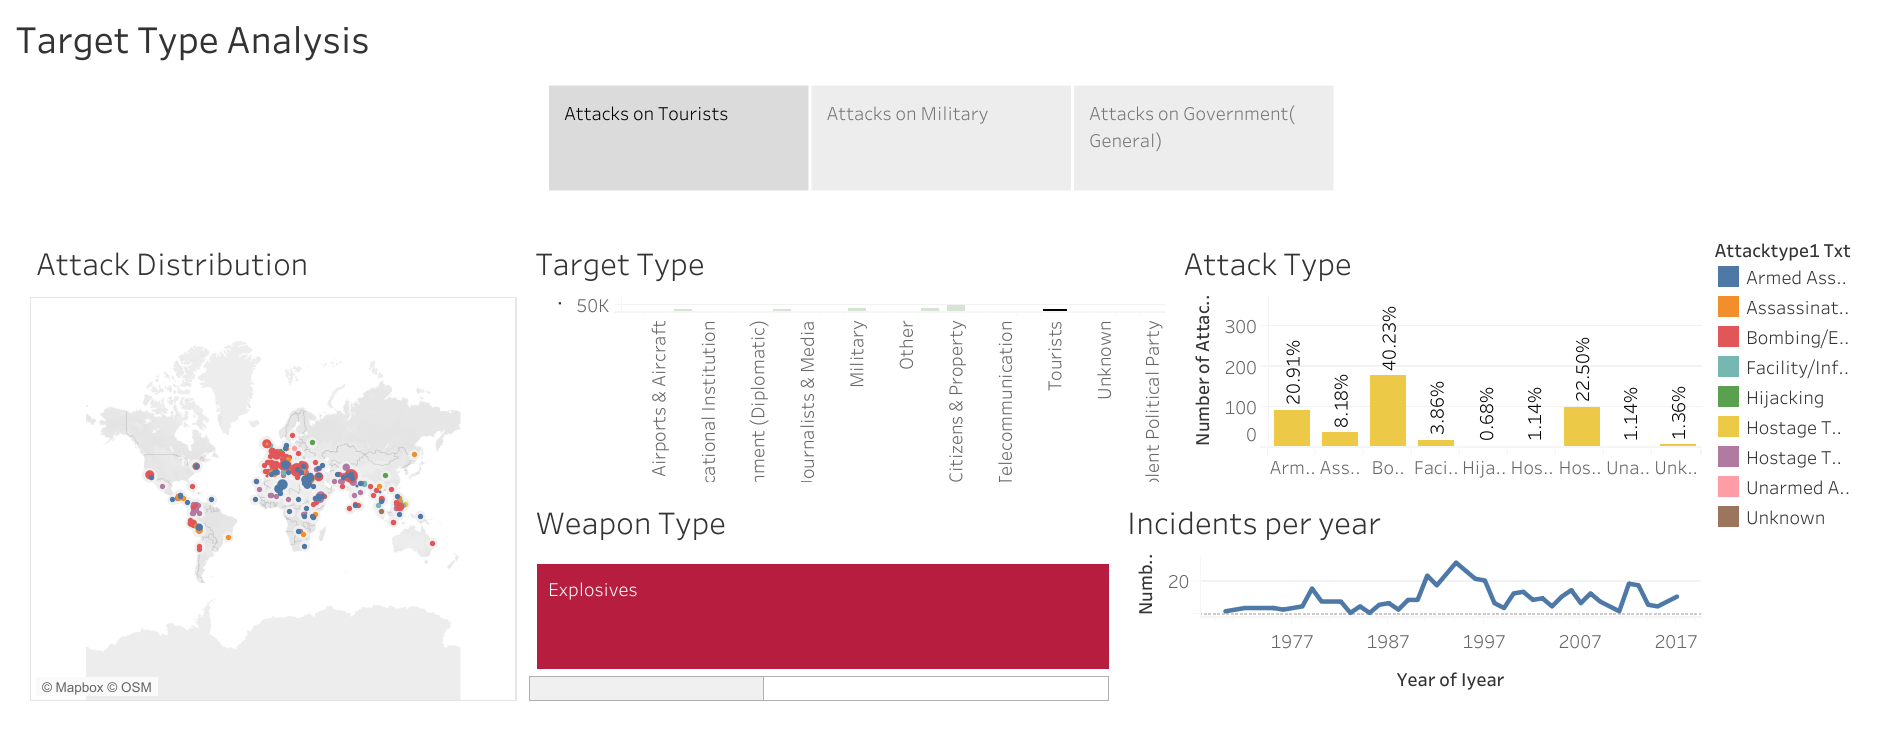 Target Type Analysis
Attacks on Tourists
Attacks on Military
Attacks on Government(
General)
Attack Distribution
© Mapbox © OSM
Target Type
50K
Airports & Aircraft
cational Institution
nment (Diplomatic)
Journalists & Media
Military
Other
Citizens & Property
Telecommunication
Tourists
Unknown
olent Political Party
Attack Type
Number of Attac..
300
200
100
0
20.91%
8.18%
40.23%
3.86%
0.68%
1.14%
22.50%
1.14%
1.36%
Arm.. Ass.. Bo.. Faci.. Hija.. Hos.. Hos.. Una.. Unk..
Attacktype1 Txt
Armed Ass..
Assassinat..
Bombing/E..
Facility/Inf..
Hijacking
Hostage T..
Hostage T..
Unarmed A..
Unknown
Weapon Type
Explosives
Incidents per year
Numb..
20
1977 1987 1997 2007 2017
Year of Iyear